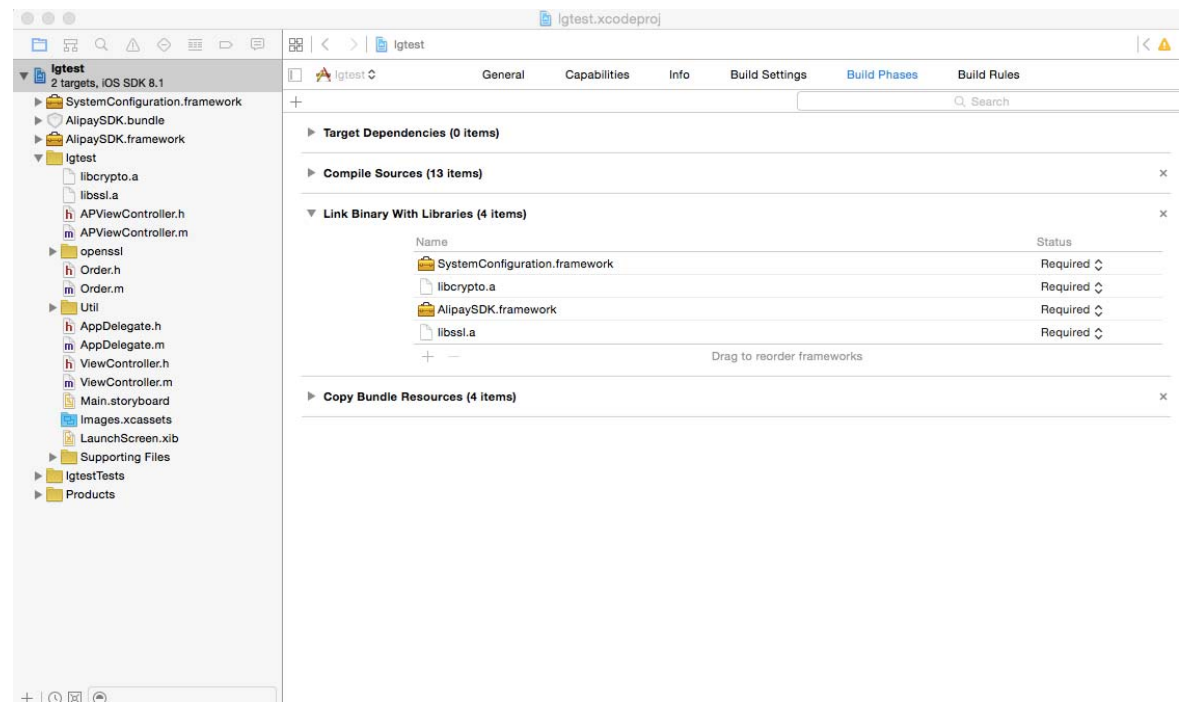 lgtest.xcodeproj
lgtest
lgtest
2 targets, iOS SDK 8.1
lgtest
General
Capabilities
Info
Build Settings
Build Phases
Build Rules
SystemConfiguration.framework
AlipaySDK.bundle
AlipaySDK.framework
lgtest
libcrypto.a
libssl.a
h APViewController.h
m APViewController.m
openssl
h Order.h
m Order.m
Util
h AppDelegate.h
m AppDelegate.m
h ViewController.h
m ViewController.m
Main.storyboard
Images.xcassets
LaunchScreen.xib
Supporting Files
lgtestTests
Products
Search
Target Dependencies (0 items)
Compile Sources (13 items)
Link Binary With Libraries (4 items)
Name Status
SystemConfiguration.framework Required
libcrypto.a Required
AlipaySDK.framework Required
libssl.a Required
Drag to reorder frameworks
Copy Bundle Resources (4 items)